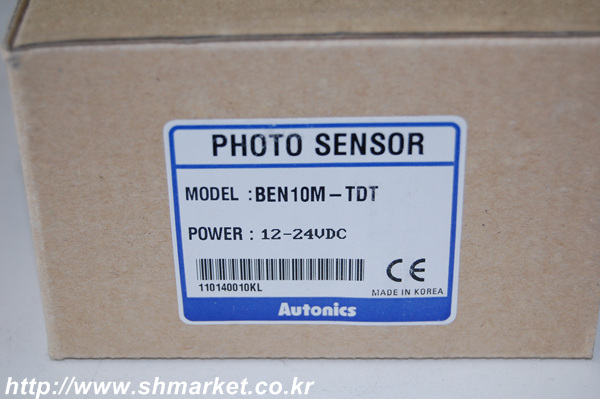 PHOTO SENSOR
MODEL : BEN10M-TDT
POWER : 12-24VDC
110140010KL
CE
MADE IN KOREA
Autonics
http://www.shmarket.co.kr